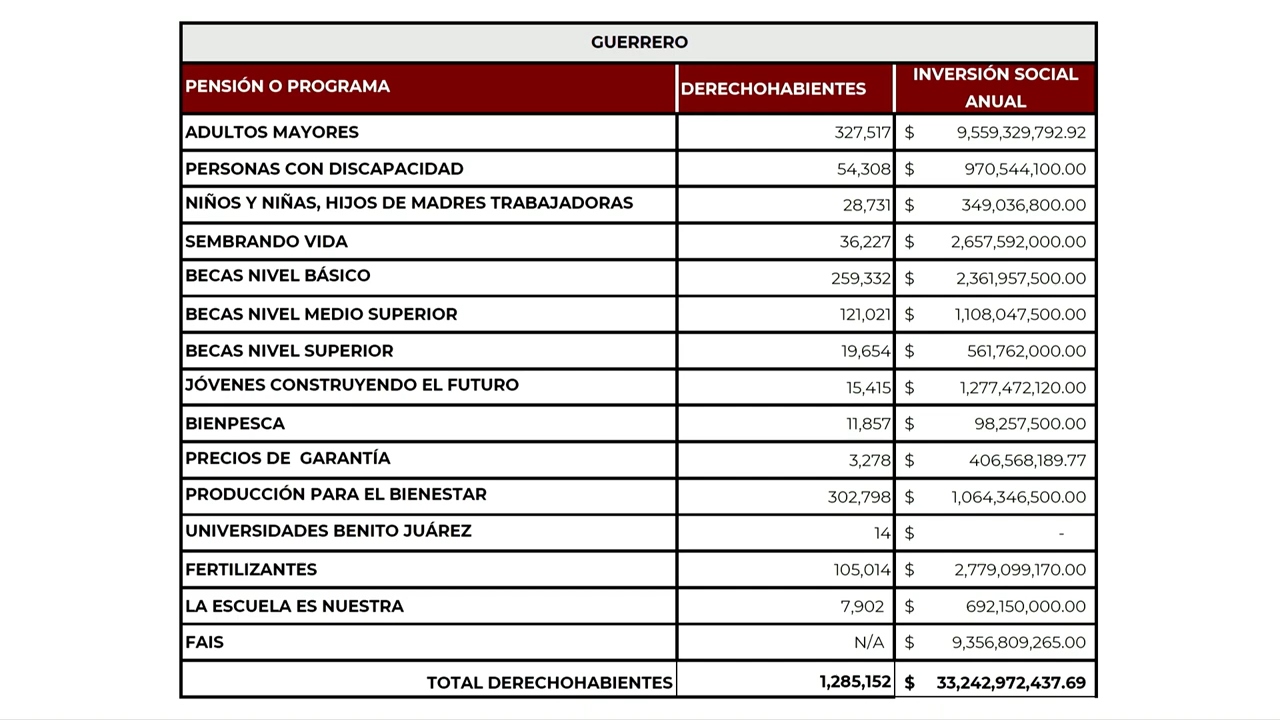 GUERRERO
PENSIÓN O PROGRAMA DERECHOHABIENTES INVERSIÓN SOCIAL
ANUAL
ADULTOS MAYORES 327,517 $ 9,559,329,792.92
PERSONAS CON DISCAPACIDAD 54,308 $ 970,544,100.00
NIÑOS Y NIÑAS, HIJOS DE MADRES TRABAJADORAS 28,731 $ 349,036,800.00
SEMBRANDO VIDA 36,227 $ 2,657,592,000.00
BECAS NIVEL BÁSICO 259,332 $ 2,361,957,500.00
BECAS NIVEL MEDIO SUPERIOR 121,021 $ 1,108,047,500.00
BECAS NIVEL SUPERIOR 19,654 $ 561,762,000.00
JÓVENES CONSTRUYENDO EL FUTURO 15,415 $ 1,277,472,120.00
BIENPESCA 11,857 $ 98,257,500.00
PRECIOS DE GARANTÍA 3,278 $ 406,568,189.77
PRODUCCIÓN PARA EL BIENESTAR 302,798 $ 1,064,346,500.00
UNIVERSIDADES BENITO JUÁREZ 14 $ -
FERTILIZANTES 105,014 $ 2,779,099,170.00
LA ESCUELA ES NUESTRA 7,902 $ 692,150,000.00
FAIS N/A $ 9,356,809,265.00
TOTAL DERECHOHABIENTES 1,285,152 $ 33,242,972,437.69